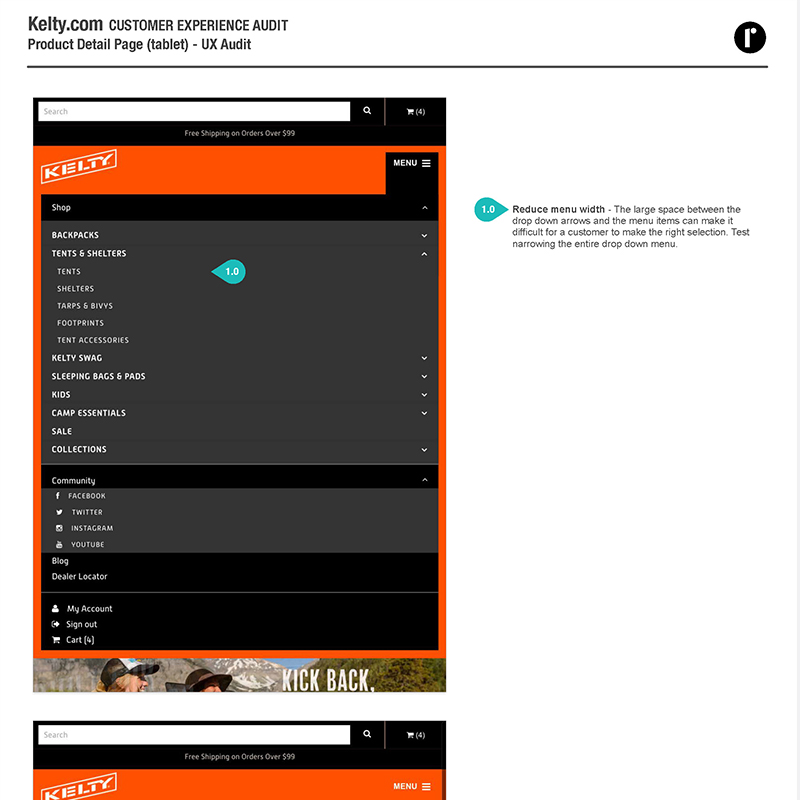 Kelty.com CUSTOMER EXPERIENCE AUDIT
Product Detail Page (tablet) - UX Audit
r
Search
(4)
Free Shipping on Orders Over $99
KELTY
MENU
Shop
BACKPACKS
TENTS & SHELTERS
TENTS
1.0
SHELTERS
TARPS & BIVYS
FOOTPRINTS
TENT ACCESSORIES
KELTY SWAG
SLEEPING BAGS & PADS
KIDS
CAMP ESSENTIALS
SALE
COLLECTIONS
Community
FACEBOOK
TWITTER
INSTAGRAM
YOUTUBE
Blog
Dealer Locator
My Account
Sign out
Cart (4)
KICK BACK,
1.0
Reduce menu width - The large space between the
drop down arrows and the menu items can make it
difficult for a customer to make the right selection. Test
narrowing the entire drop down menu.
Search
(4)
Free Shipping on Orders Over $99
KELTY
MENU